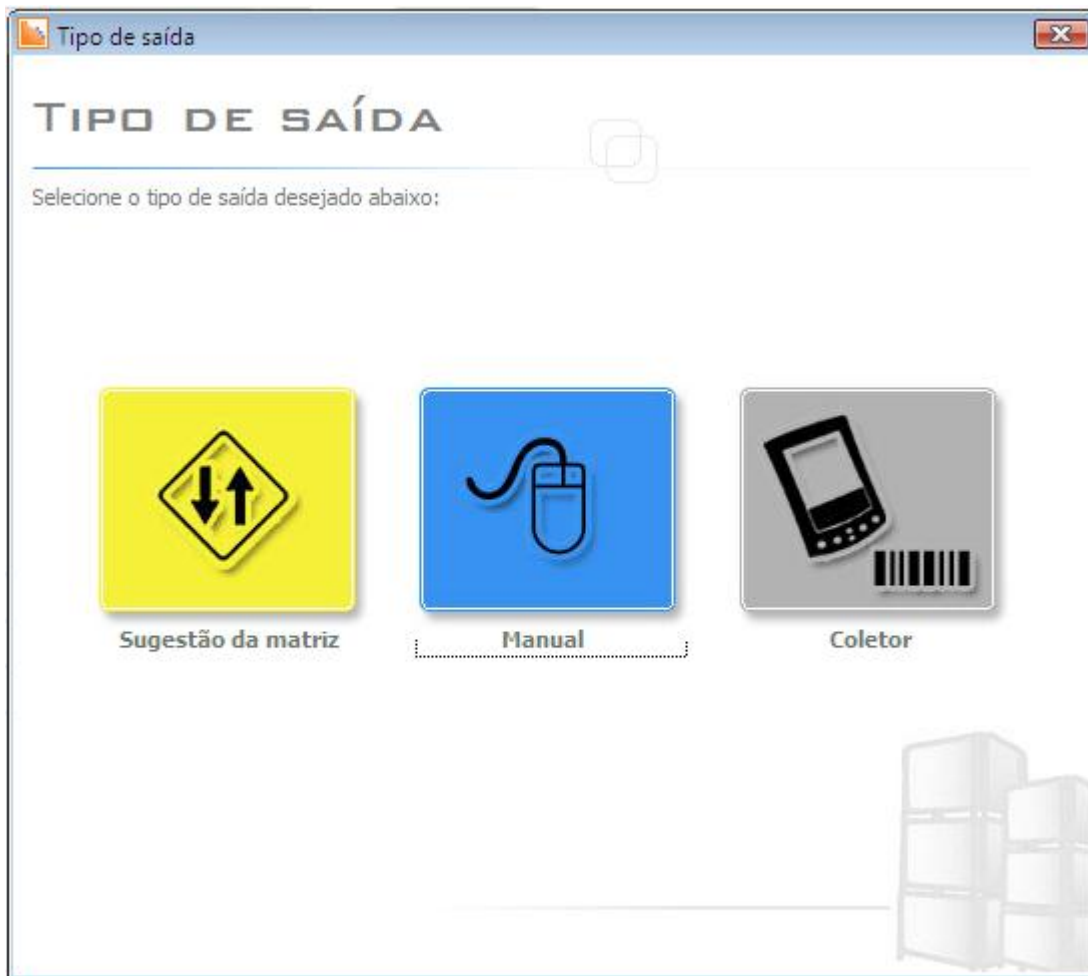 Tipo de saída
TIPO DE SAÍDA
Selecione o tipo de saída desejado abaixo:
Sugestão da matriz
Manual
Coletor